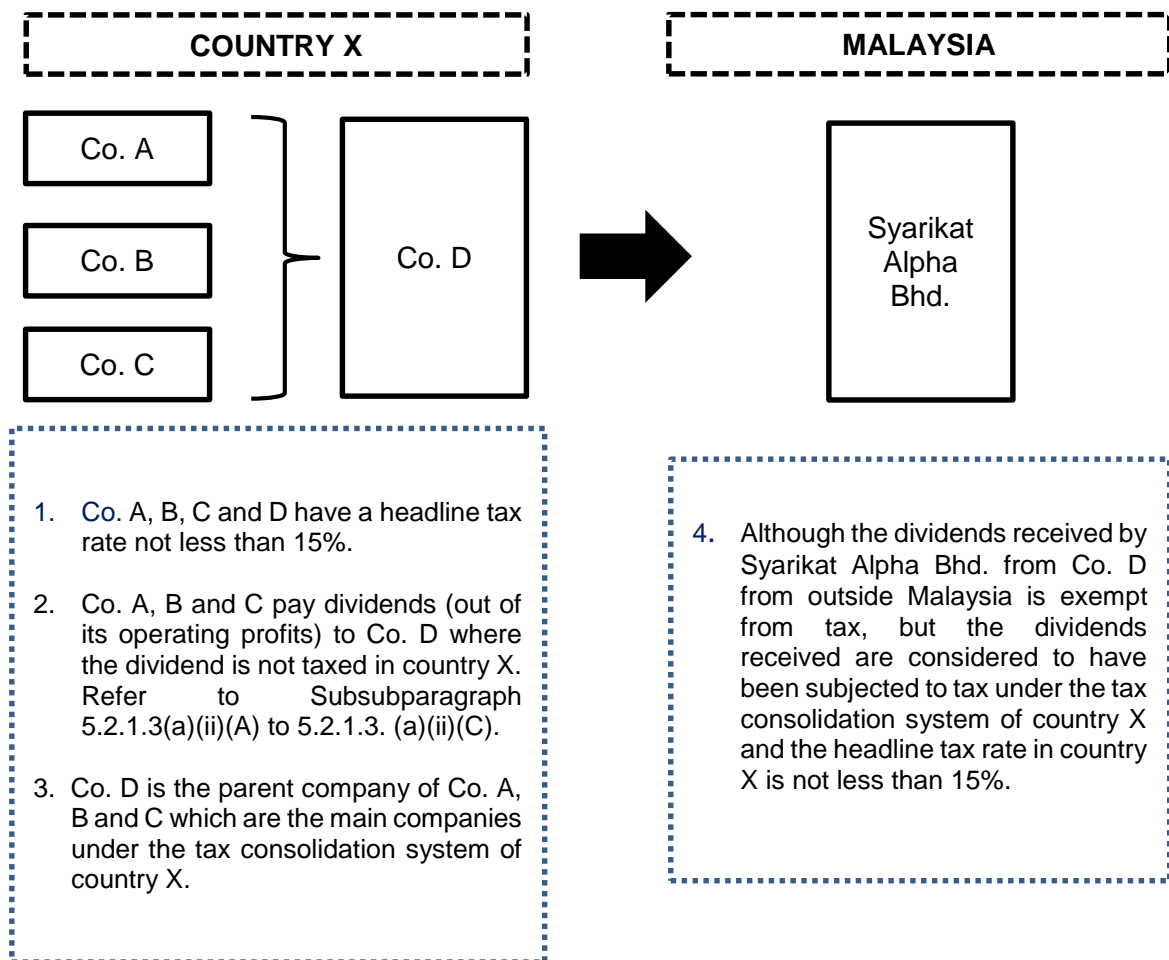 COUNTRY X
MALAYSIA
Co. A
Co. B
Co. C
Co. D
Syarikat
Alpha
Bhd.
1. Co. A, B, C and D have a headline tax
rate not less than 15%.
2. Co. A, B and C pay dividends (out of
its operating profits) to Co. D where
the dividend is not taxed in country X.
Refer to Subsubparagraph
5.2.1.3(a)(ii)(A) to 5.2.1.3. (a)(ii)(C).
3. Co. D is the parent company of Co. A,
B and C which are the main companies
under the tax consolidation system of
country X.
4. Although the dividends received by
Syarikat Alpha Bhd. from Co. D
from outside Malaysia is exempt
from tax, but the dividends
received are considered to have
been subjected to tax under the tax
consolidation system of country X
and the headline tax rate in country
X is not less than 15%.